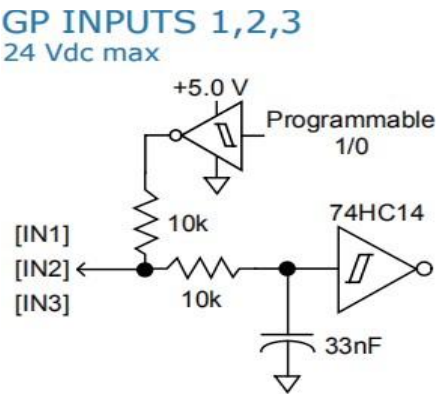 GP INPUTS 1,2,3
24 Vdc max
+5.0 V
Programmable
1/0
10k
74HC14
[IN1]
[IN2]
[IN3]
10k
33nF